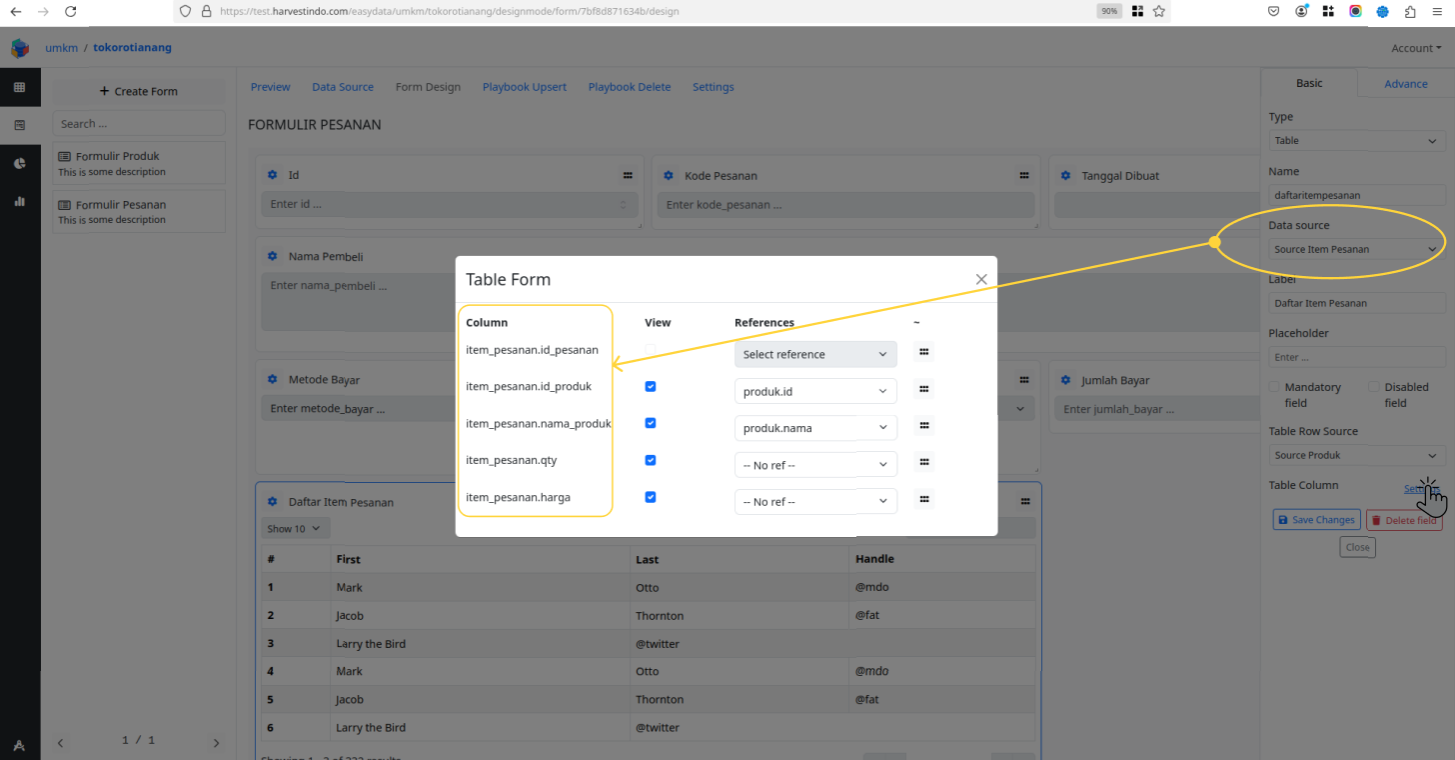 https://test.harvestindo.com/easydata/umkm/tokorotianang/designmode/form/7bf8d871634b/design
90%
umkm / tokorotianang
Account
+ Create Form
Search ...
Formulir Produk
This is some description
Formulir Pesanan
This is some description
1 / 1
Preview Data Source Form Design Playbook Upsert Playbook Delete Settings
FORMULIR PESANAN
Id
Enter id ...
Kode Pesanan
Enter kode_pesanan ...
Tanggal Dibuat
Nama Pembeli
Enter nama_pembeli ...
Metode Bayar
Enter metode_bayar ...
Jumlah Bayar
Enter jumlah_bayar ...
Table Form
Column View References ~
item_pesanan.id_pesanan Select reference
item_pesanan.id_produk produk.id
item_pesanan.nama_produk produk.nama
item_pesanan.qty -- No ref --
item_pesanan.harga -- No ref --
Daftar Item Pesanan
Show 10
# First Last Handle
1 Mark Otto @mdo
2 Jacob Thornton @fat
3 Larry the Bird @twitter
4 Mark Otto @mdo
5 Jacob Thornton @fat
6 Larry the Bird @twitter
Basic Advance
Type
Table
Name
daftaritempesanan
Data source
Source Item Pesanan
Label
Daftar Item Pesanan
Placeholder
Enter ...
Mandatory field
Disabled field
Table Row Source
Source Produk
Table Column
Save Changes Delete field
Close